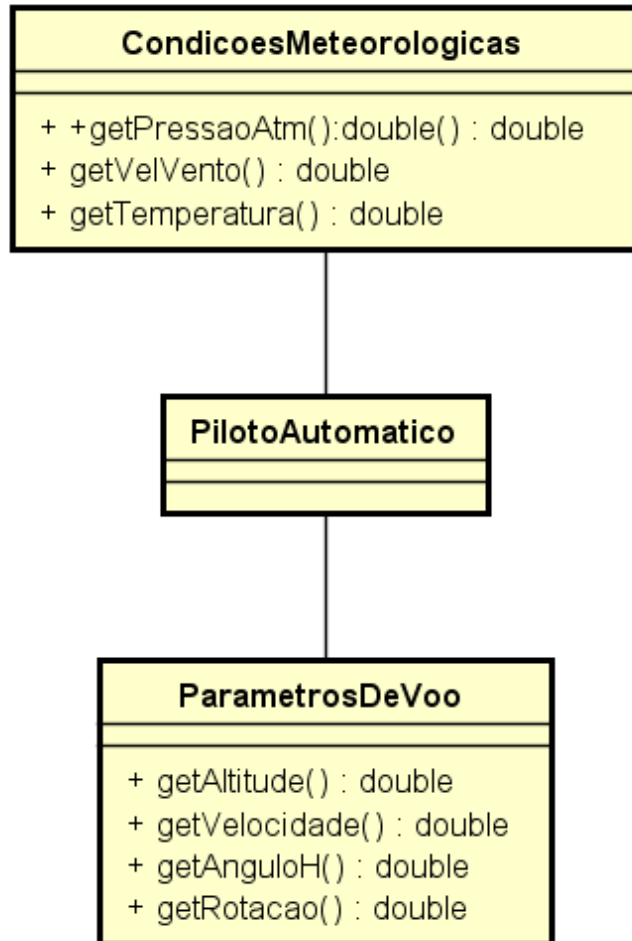 CondicoesMeteorologicas
+ +getPressaoAtm():double() : double
+ getVelVento() : double
+ getTemperatura() : double
PilotoAutomatico
ParametrosDeVoo
+ getAltitude() : double
+ getVelocidade() : double
+ getAnguloH() : double
+ getRotacao() : double